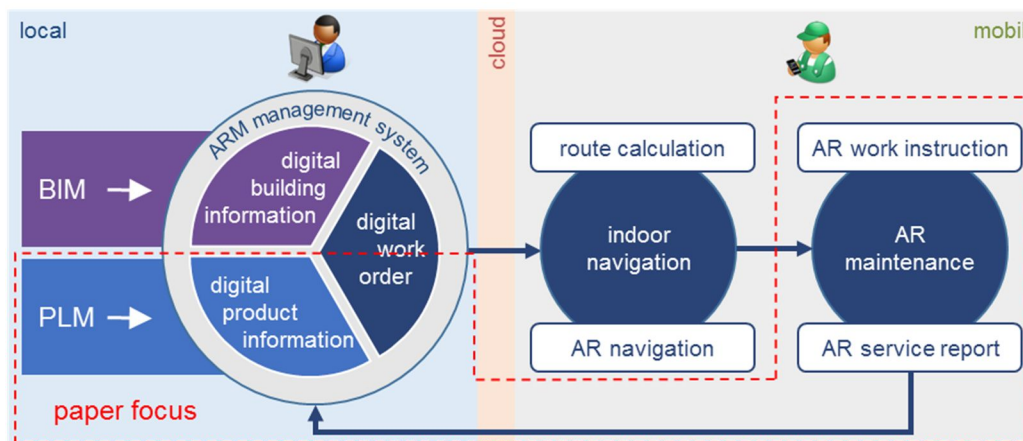 local
cloud
mobil
ARM management system
BIM
digital
building
information
digital
work
order
PLM
digital
product
information
paper focus
route calculation
indoor
navigation
AR navigation
AR work instruction
AR
maintenance
AR service report